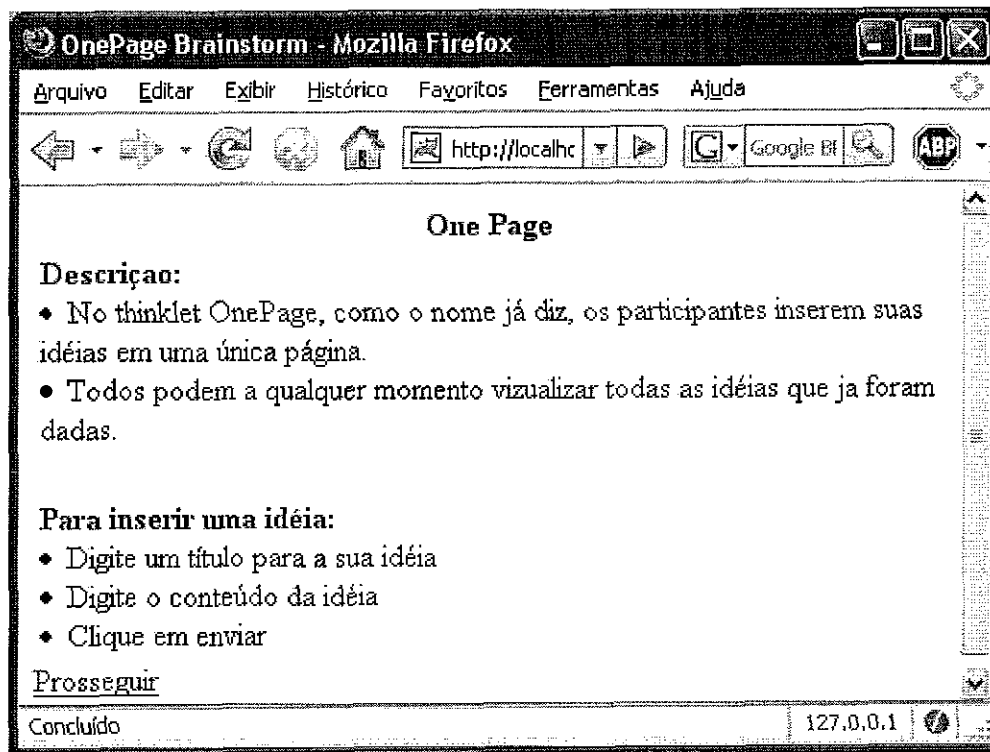 OnePage Brainstorm - Mozilla Firefox
Arquivo Editar Exibir Histórico Favoritos Ferramentas Ajuda
http://localhc G Google ABP
One Page
Descriçao:
• No thinklet OnePage, como o nome já diz, os participantes inserem suas
idéias em uma única página.
• Todos podem a qualquer momento vizualizar todas as idéias que ja foram
dadas.
Para inserir uma idéia:
• Digite um título para a sua idéia
• Digite o conteúdo da idéia
• Clique em enviar
Prosseguir
Concluído 127.0.0.1